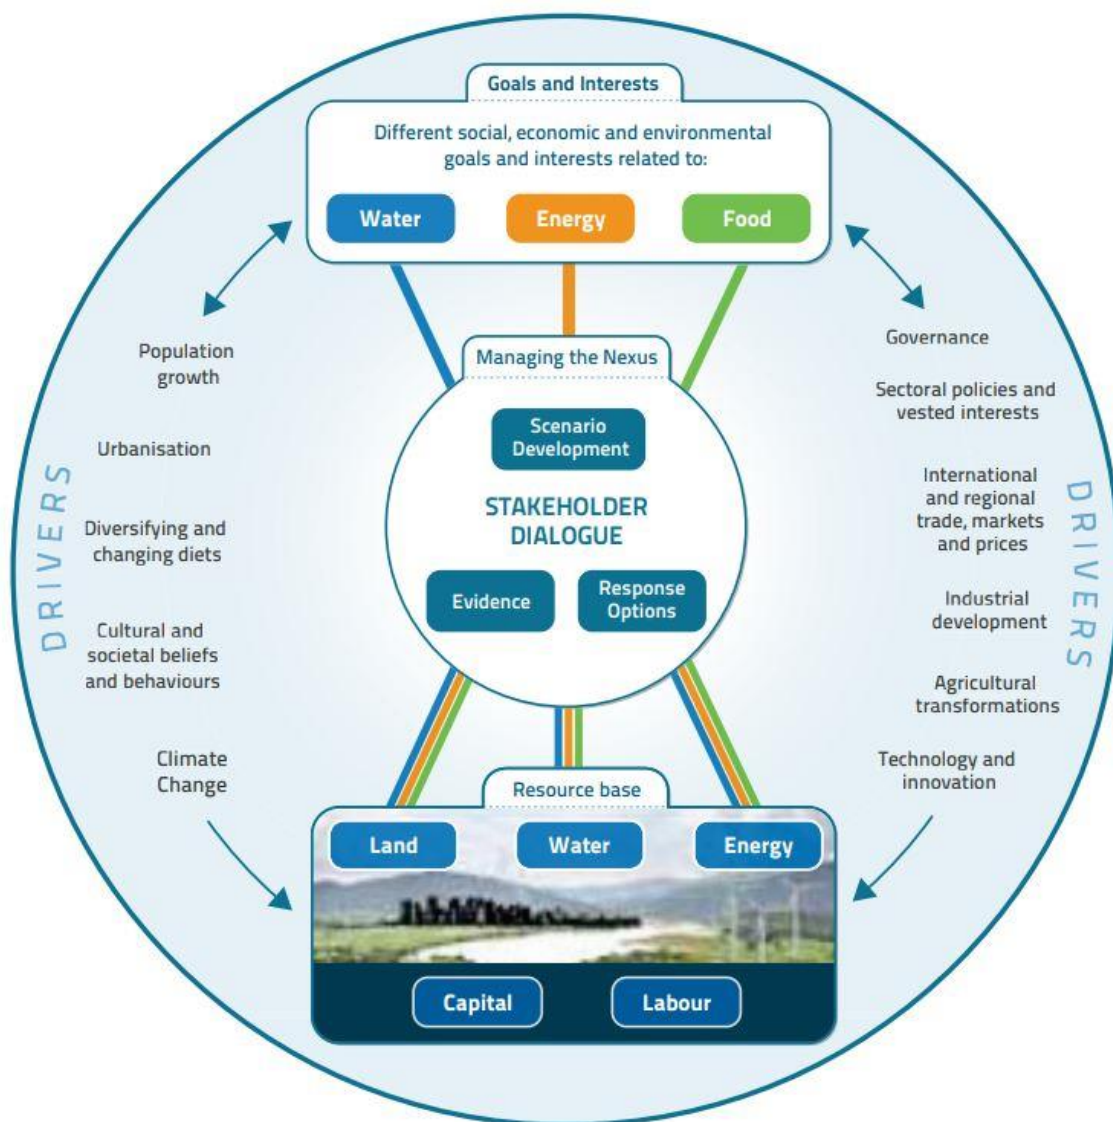 Goals and Interests
Different social, economic and environmental
goals and interests related to:
Water
Energy
Food
DRIVERS
Population
growth
Urbanisation
Diversifying and
changing diets
Cultural and
societal beliefs
and behaviours
Climate
Change
Managing the Nexus
Scenario
Development
STAKEHOLDER
DIALOGUE
Evidence
Response
Options
Governance
Sectoral policies and
vested interests
International
and regional
trade, markets
and prices
Industrial
development
Agricultural
transformations
Technology and
innovation
DRIVERS
Resource base
Land
Water
Energy
Capital
Labour